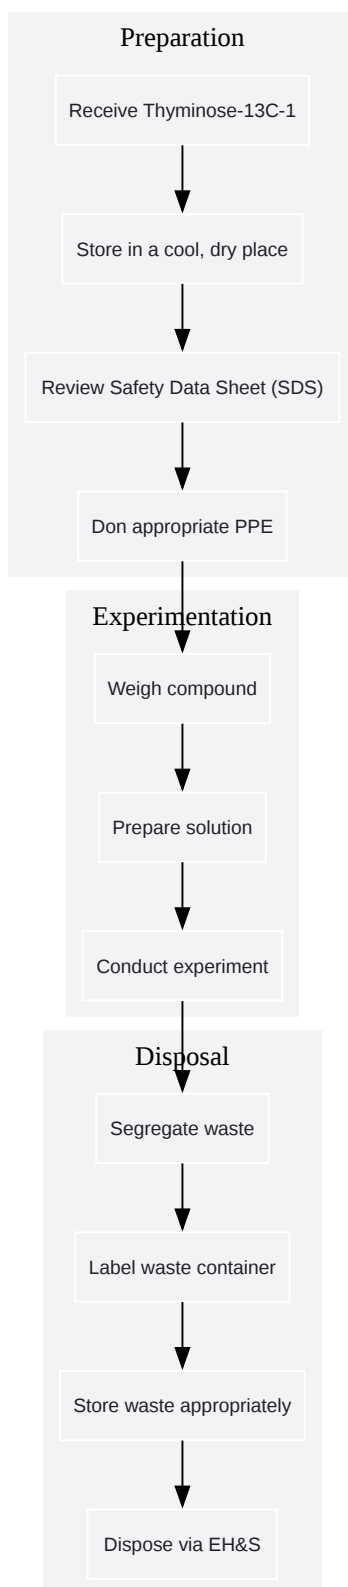 Preparation
Receive Thyminose-13C-1
Store in a cool, dry place
Review Safety Data Sheet (SDS)
Don appropriate PPE
Experimentation
Weigh compound
Prepare solution
Conduct experiment
Disposal
Segregate waste
Label waste container
Store waste appropriately
Dispose via EH&S